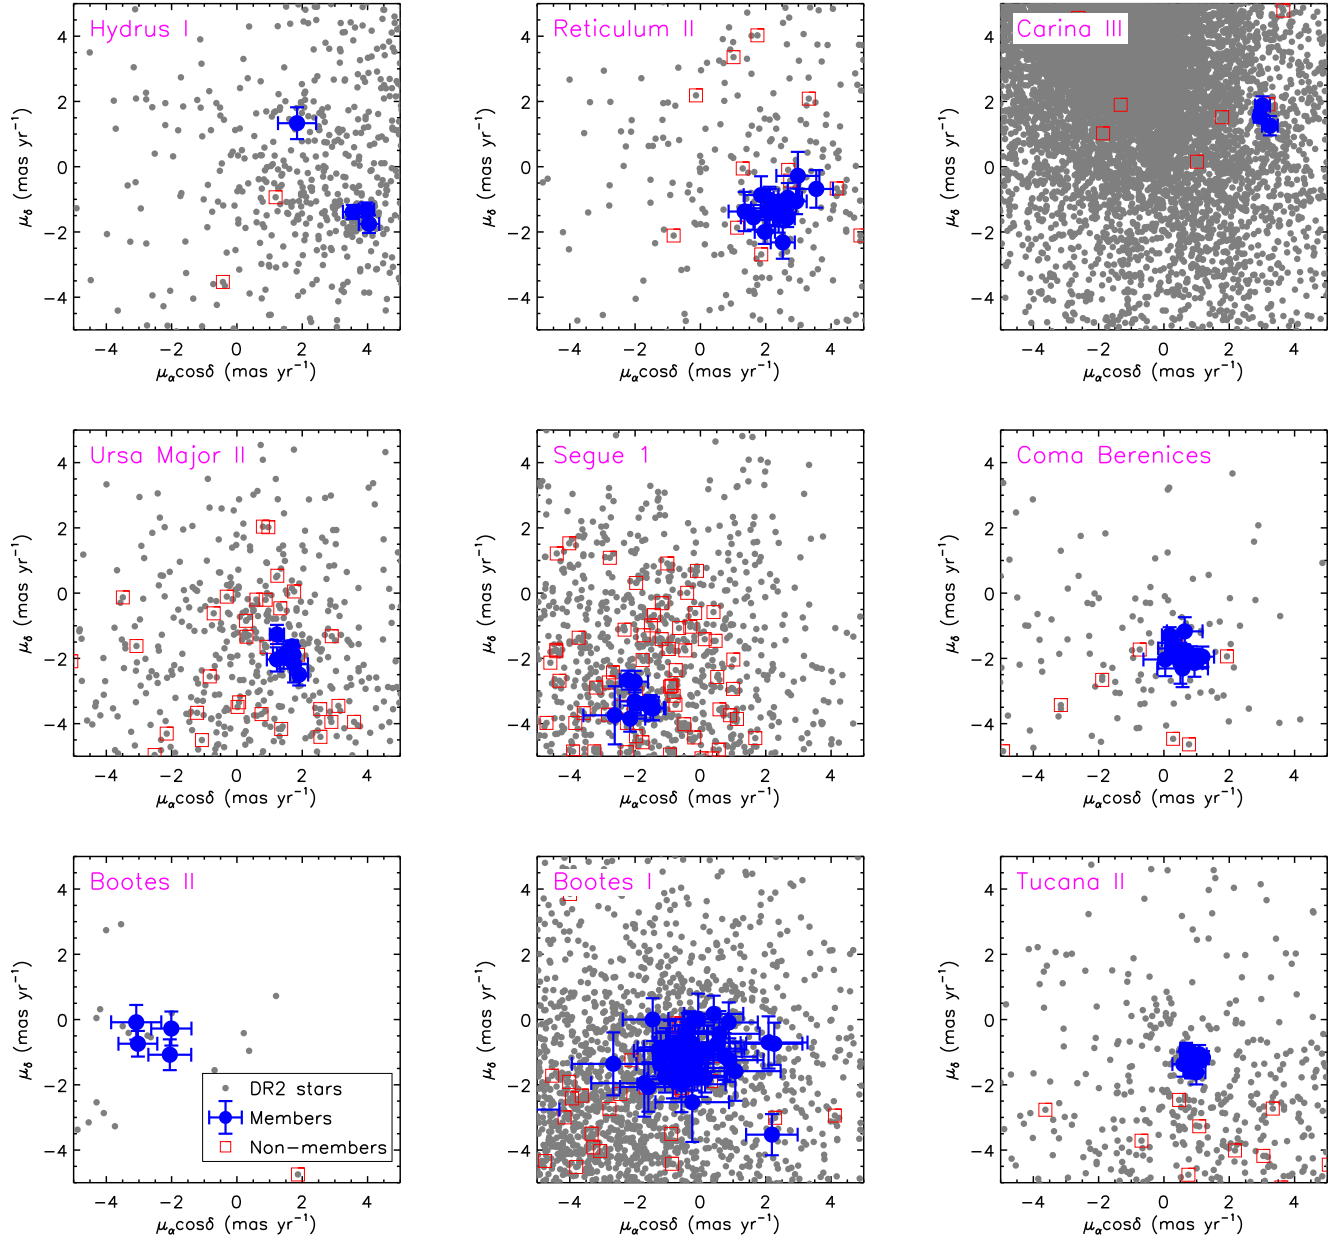 Hydrus I
Reticulum II
Carina III
4
2
0
−2
−4
μδ (mas yr⁻¹)
−4 −2 0 2 4
μαcosδ (mas yr⁻¹)
4
2
0
−2
−4
μδ (mas yr⁻¹)
−4 −2 0 2 4
μαcosδ (mas yr⁻¹)
4
2
0
−2
−4
μδ (mas yr⁻¹)
−4 −2 0 2 4
μαcosδ (mas yr⁻¹)
Ursa Major II
Segue 1
Coma Berenices
4
2
0
−2
−4
μδ (mas yr⁻¹)
−4 −2 0 2 4
μαcosδ (mas yr⁻¹)
4
2
0
−2
−4
μδ (mas yr⁻¹)
−4 −2 0 2 4
μαcosδ (mas yr⁻¹)
4
2
0
−2
−4
μδ (mas yr⁻¹)
−4 −2 0 2 4
μαcosδ (mas yr⁻¹)
Bootes II
Bootes I
Tucana II
4
2
0
−2
−4
μδ (mas yr⁻¹)
DR2 stars
Members
Non−members
−4 −2 0 2 4
μαcosδ (mas yr⁻¹)
4
2
0
−2
−4
μδ (mas yr⁻¹)
−4 −2 0 2 4
μαcosδ (mas yr⁻¹)
4
2
0
−2
−4
μδ (mas yr⁻¹)
−4 −2 0 2 4
μαcosδ (mas yr⁻¹)